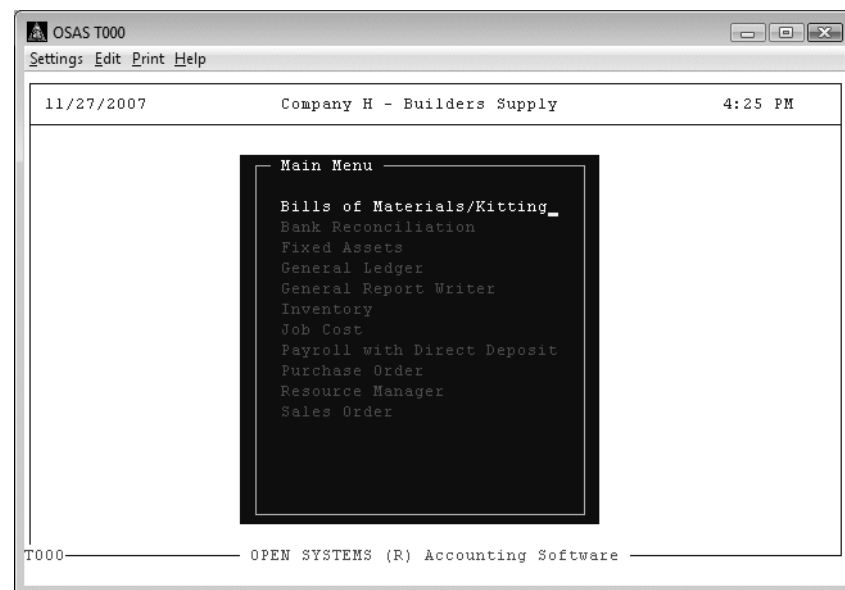 OSAS T000
Settings Edit Print Help
11/27/2007 Company H - Builders Supply 4:25 PM
Main Menu
Bills of Materials/Kitting
Bank Reconciliation
Fixed Assets
General Ledger
General Report Writer
Inventory
Job Cost
Payroll with Direct Deposit
Purchase Order
Resource Manager
Sales Order
T000 OPEN SYSTEMS (R) Accounting Software